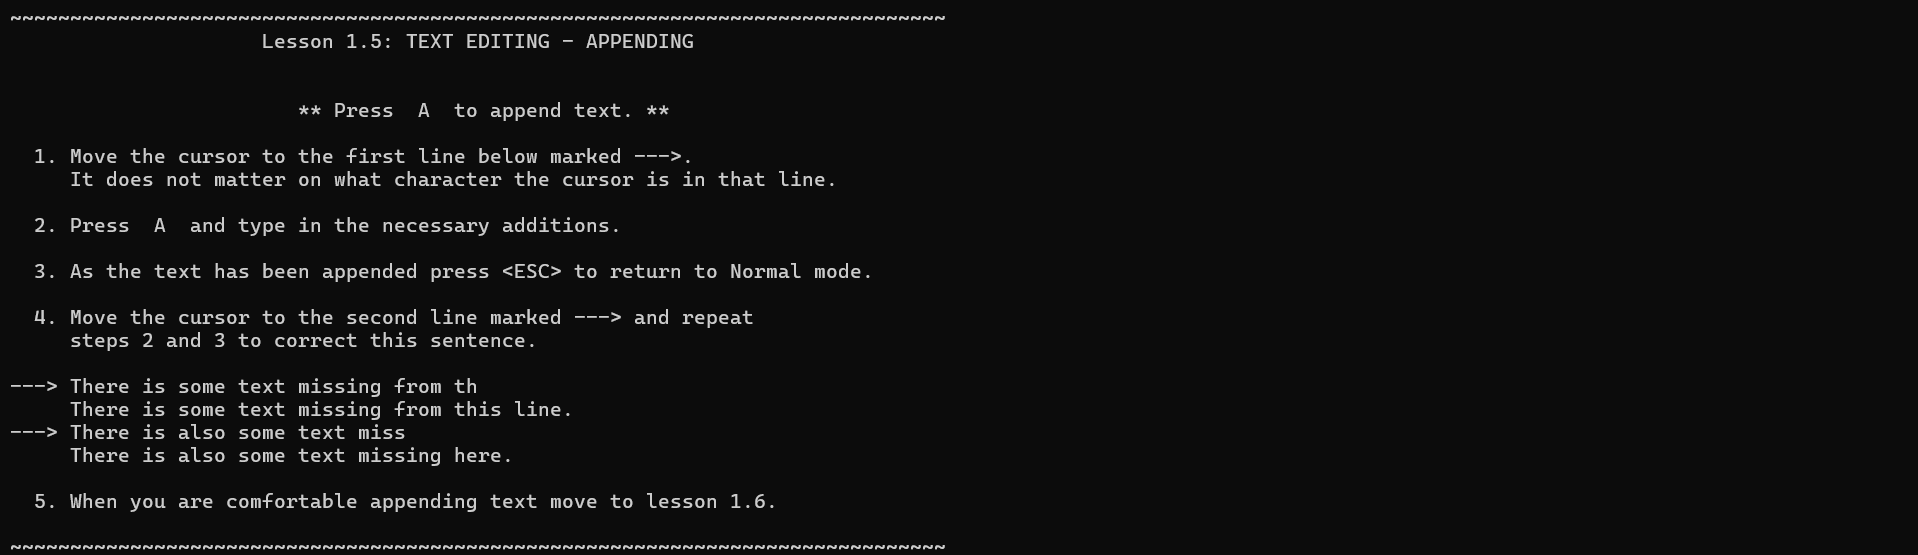 ~~~~~~~~~~~~~~~~~~~~~~~~~~~~~~~~~~~~~~~~~~~~~~~~~~~~~~~~~~~~~~~~~~~~~~~~~~~~~~
                     Lesson 1.5: TEXT EDITING - APPENDING


                        ** Press  A  to append text. **

  1. Move the cursor to the first line below marked --->.
     It does not matter on what character the cursor is in that line.

  2. Press  A  and type in the necessary additions.

  3. As the text has been appended press <ESC> to return to Normal mode.

  4. Move the cursor to the second line marked ---> and repeat
     steps 2 and 3 to correct this sentence.

---> There is some text missing from th
     There is some text missing from this line.
---> There is also some text miss
     There is also some text missing here.

  5. When you are comfortable appending text move to lesson 1.6.

~~~~~~~~~~~~~~~~~~~~~~~~~~~~~~~~~~~~~~~~~~~~~~~~~~~~~~~~~~~~~~~~~~~~~~~~~~~~~~